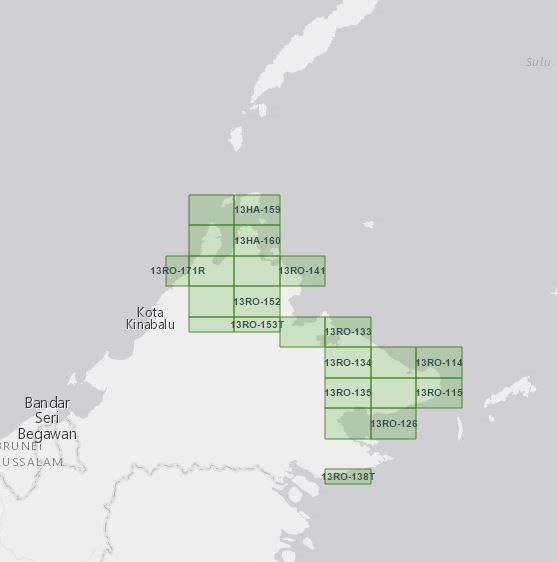 Sulu
13HA-159
13HA-160
13RO-171R
13RO-141
13RO-152
Kota
Kinabalu
13RO-153T
13RO-133
13RO-134
13RO-114
13RO-135
13RO-115
Bandar
Seri
Begawan
13RO-126
BRUNEI
RUSSALAM
13RO-138T